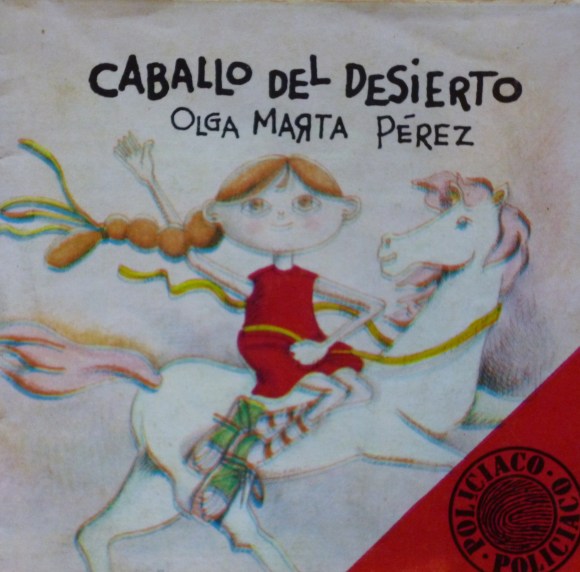 CABALLO DEL DESIERTO
OLGA MARTA PÉREZ
POLICIACO · POLICIACO ·